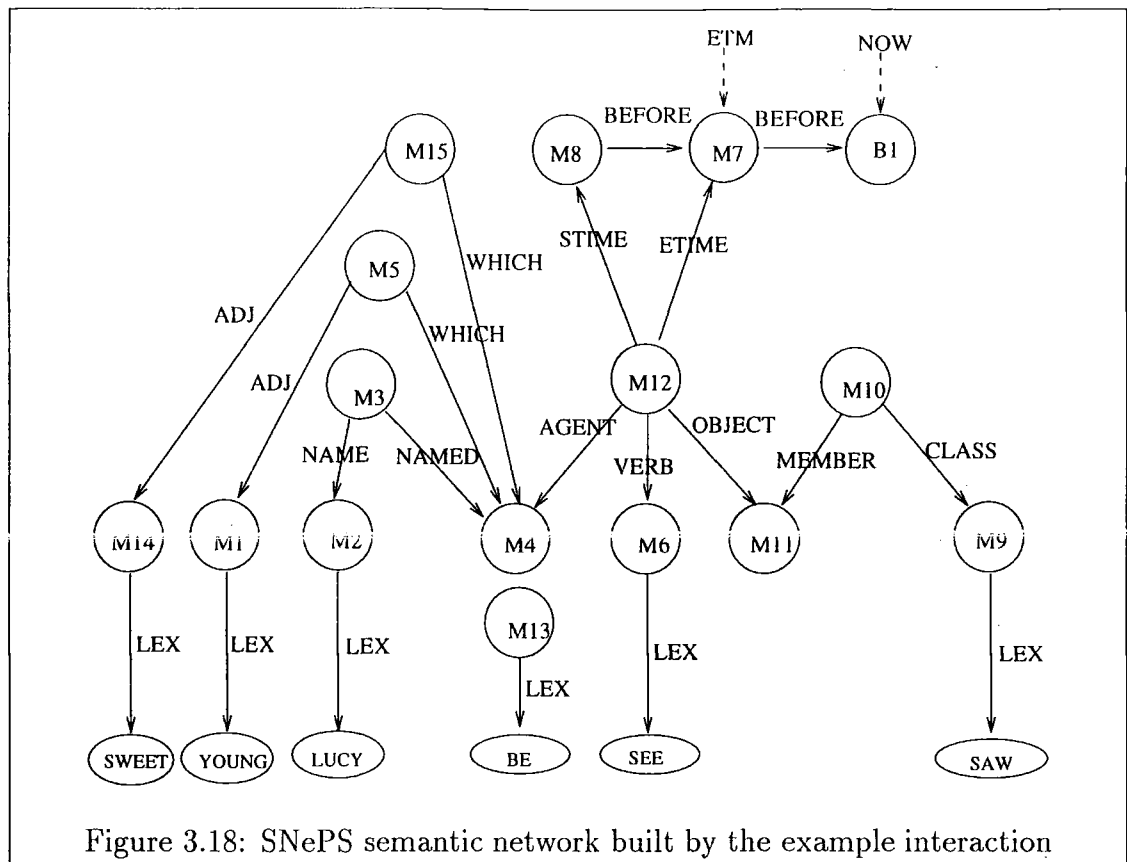 ETM NOW
BEFORE BEFORE
M15 M8 M7 B1
STIME ETIME
M5 WHICH
ADJ WHICH
ADJ M3 M12 M10
AGENT OBJECT
NAME NAMED VERB MEMBER CLASS
M14 M1 M2 M4 M6 M11 M9
M13
LEX LEX LEX LEX LEX LEX
SWEET YOUNG LUCY BE SEE SAW
Figure 3.18: SNePS semantic network built by the example interaction